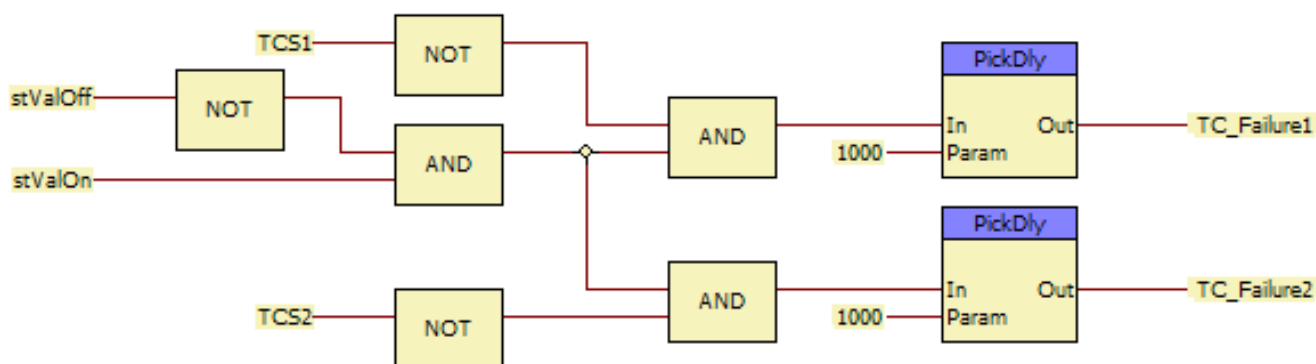 TCS1
NOT
PickDly
stValOff
NOT
In
Out
TC_Failure1
AND
1000
Param
AND
stValOn
PickDly
AND
In
Out
TC_Failure2
TCS2
NOT
1000
Param